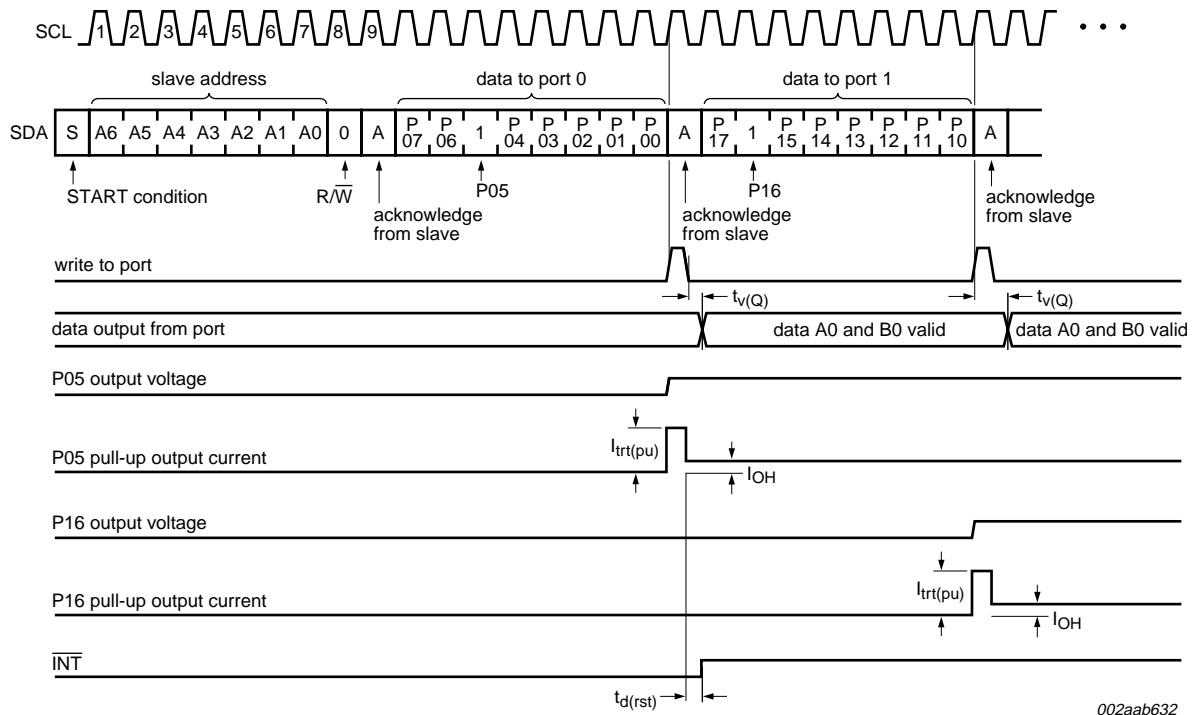 SCL 1 2 3 4 5 6 7 8 9
slave address data to port 0 data to port 1
SDA S A6 A5 A4 A3 A2 A1 A0 0 A P07 P06 1 P04 P03 P02 P01 P00 A P17 1 P15 P14 P13 P12 P11 P10 A
START condition R/W̅ P05 P16
acknowledge from slave acknowledge from slave acknowledge from slave
write to port
tv(Q) tv(Q)
data output from port data A0 and B0 valid data A0 and B0 valid
P05 output voltage
Itrt(pu)
P05 pull-up output current
IOH
P16 output voltage
Itrt(pu)
P16 pull-up output current
IOH
I̅N̅T̅
td(rst)
002aab632